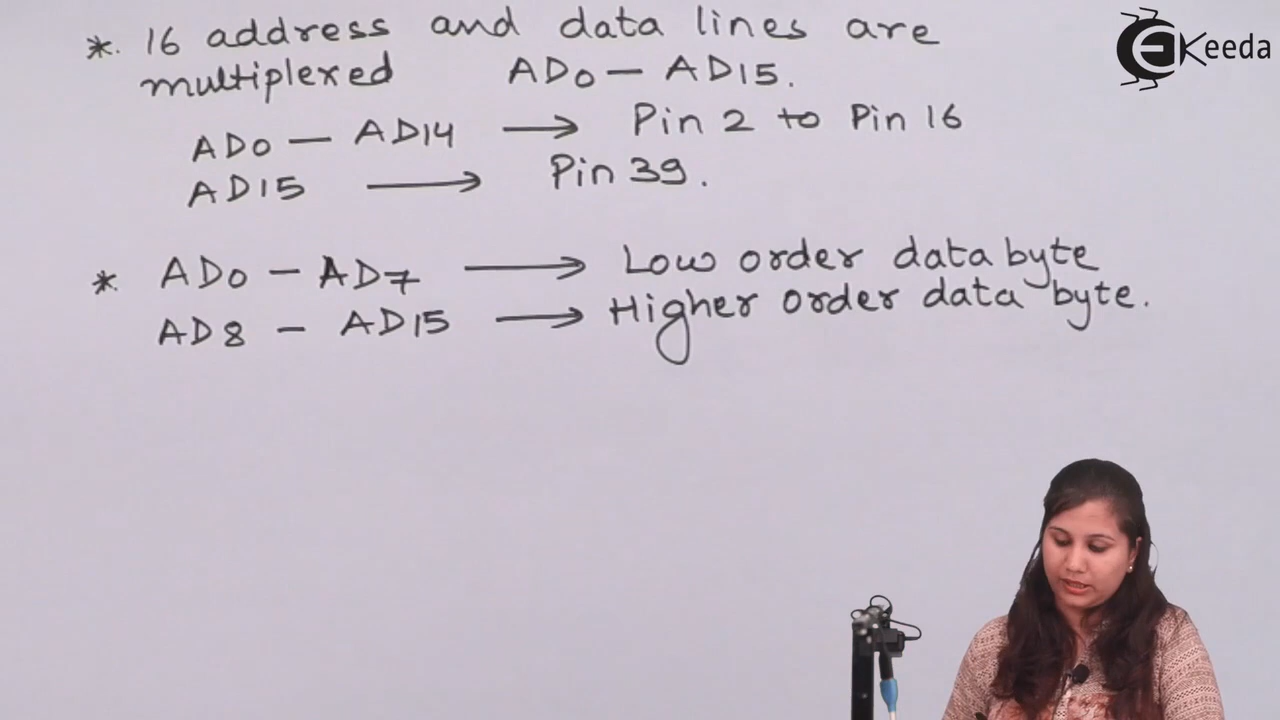 *. 16 address and data lines are
multiplexed AD0 — AD15.
AD0 — AD14 → Pin 2 to Pin 16
AD15 → Pin 39.
*. AD0 — AD7 → Low order data byte
AD8 - AD15 → Higher order data byte.
EKeeda